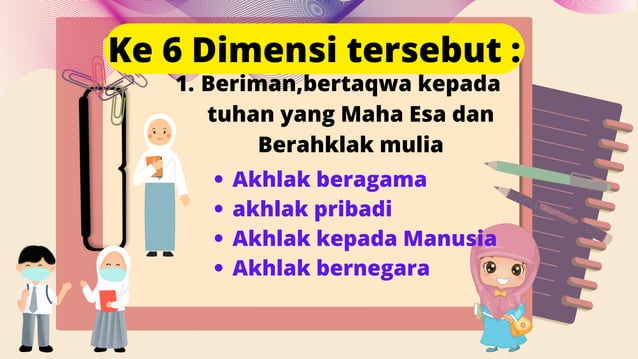 Ke 6 Dimensi tersebut :
1. Beriman,bertaqwa kepada
tuhan yang Maha Esa dan
Berahklak mulia
• Akhlak beragama
• akhlak pribadi
• Akhlak kepada Manusia
• Akhlak bernegara